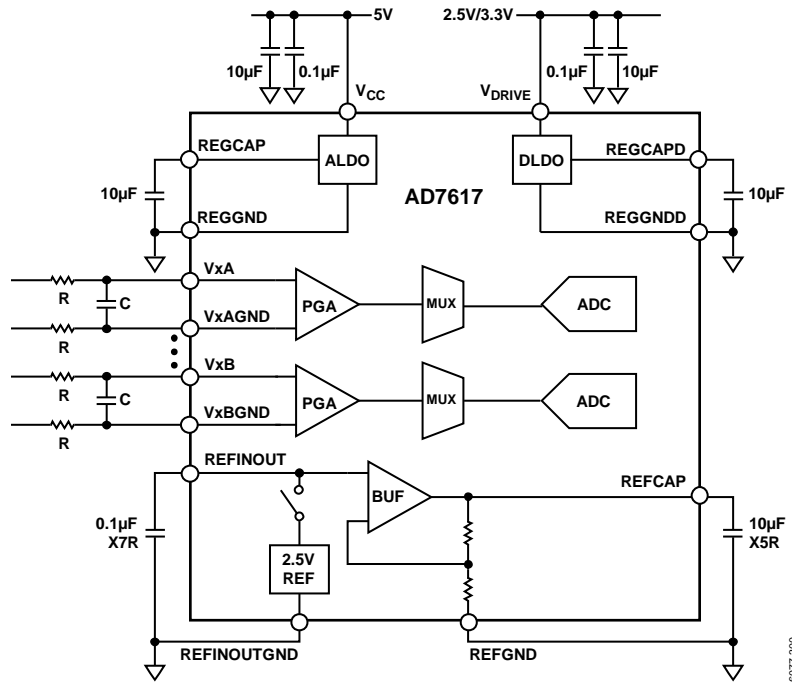 5V
2.5V/3.3V
10µF
0.1µF
0.1µF
10µF
VCC
VDRIVE
REGCAP
ALDO
DLDO
REGCAPD
10µF
AD7617
10µF
REGGND
REGGNDD
VxA
R
C
PGA
MUX
ADC
VxAGND
R
VxB
R
C
PGA
MUX
ADC
VxBGND
R
REFINOUT
BUF
REFCAP
0.1µF
X7R
2.5V
REF
10µF
X5R
REFINOUTGND
REFGND